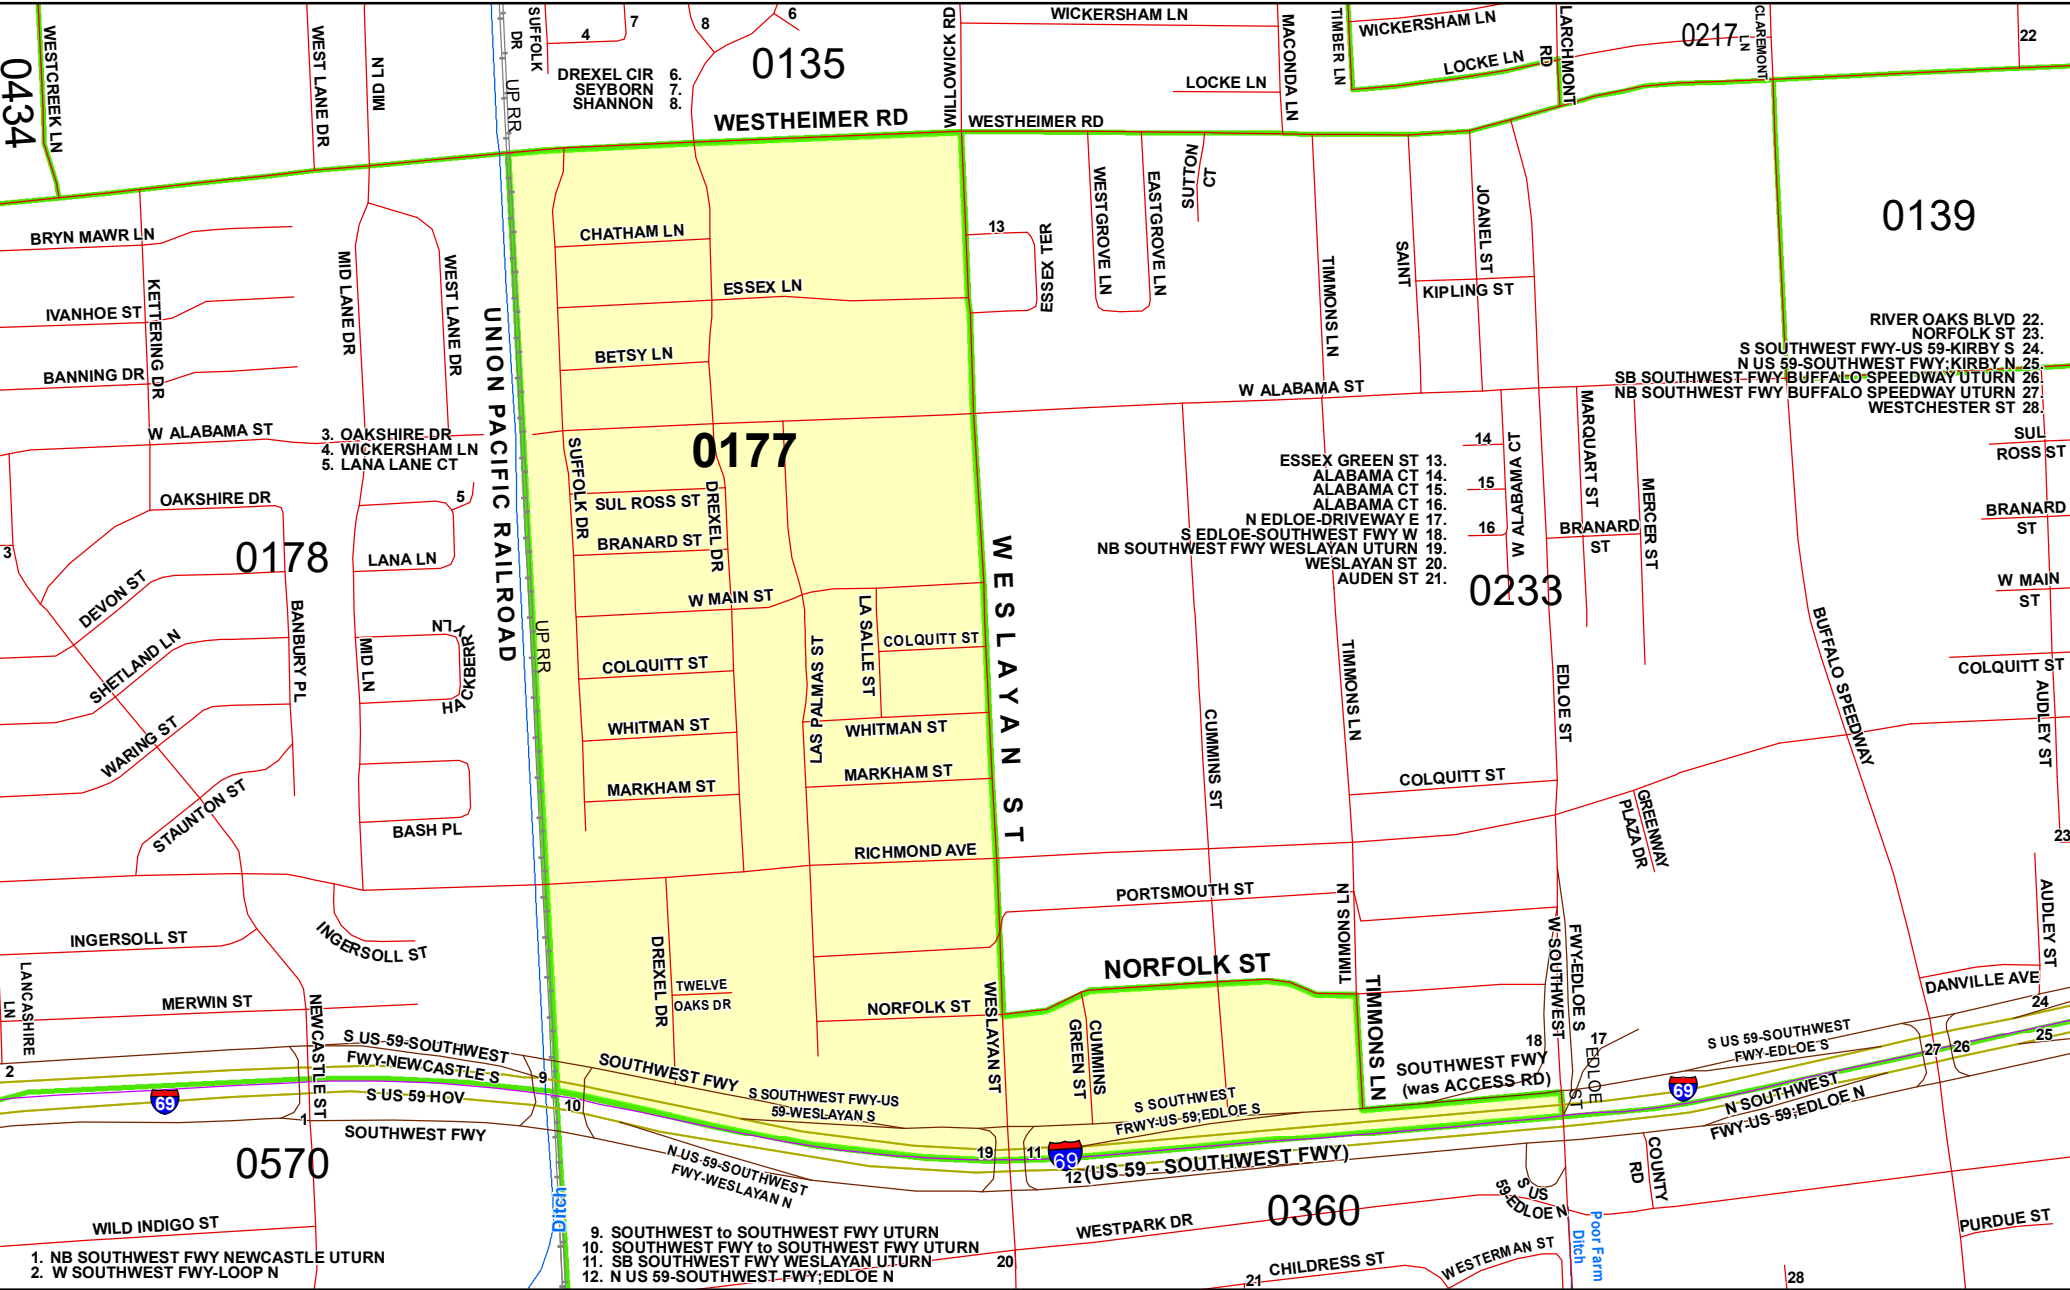 WESTCREEK LN
0434
WEST LANE DR
MID LN
SUFFOLK
DR
UP RR
4
7
8
6
0135
DREXEL CIR 6.
SEYBORN 7.
SHANNON 8.
WILLOWICK RD
WICKERSHAM LN
MACONDA LN
LOCKE LN
TIMBER LN
WICKERSHAM LN
LOCKE LN
LARCHMONT
RD
0217
CLAREMONT
LN
22
WESTHEIMER RD
WESTHEIMER RD
BRYN MAWR LN
KETTERING DR
IVANHOE ST
BANNING DR
MID LANE DR
WEST LANE DR
UNION PACIFIC RAILROAD
CHATHAM LN
ESSEX LN
BETSY LN
13
ESSEX TER
WESTGROVE LN
EASTGROVE LN
SUTTON
CT
TIMMONS LN
SAINT
JOANEL ST
KIPLING ST
0139
RIVER OAKS BLVD 22.
NORFOLK ST 23.
S SOUTHWEST FWY-US 59-KIRBY S 24.
N US 59-SOUTHWEST FWY;KIRBY N 25.
SB SOUTHWEST FWY BUFFALO SPEEDWAY UTURN 26.
NB SOUTHWEST FWY BUFFALO SPEEDWAY UTURN 27.
WESTCHESTER ST 28.
W ALABAMA ST
W ALABAMA ST
3. OAKSHIRE DR
4. WICKERSHAM LN
5. LANA LANE CT
0177
SUFFOLK DR
SUL ROSS ST
DREXEL DR
BRANARD ST
W MAIN ST
ESSEX GREEN ST 13.
ALABAMA CT 14.
ALABAMA CT 15.
ALABAMA CT 16.
N EDLOE-DRIVEWAY E 17.
S EDLOE-SOUTHWEST FWY W 18.
NB SOUTHWEST FWY WESLAYAN UTURN 19.
WESLAYAN ST 20.
AUDEN ST 21.
14
15
16
W ALABAMA CT
MARQUART ST
MERCER ST
BRANARD
ST
0233
SUL
ROSS ST
BRANARD
ST
W MAIN
ST
COLQUITT ST
AUDLEY ST
BUFFALO SPEEDWAY
OAKSHIRE DR
5
3
0178
LANA LN
DEVON ST
SHETLAND LN
WARING ST
STAUNTON ST
BANBURY PL
MID LN
HACKBERRY LN
BASH PL
UP RR
COLQUITT ST
WHITMAN ST
MARKHAM ST
LAS PALMAS ST
LA SALLE ST
COLQUITT ST
WHITMAN ST
MARKHAM ST
RICHMOND AVE
WESLAYAN ST
CUMMINS ST
TIMMONS LN
EDLOE ST
COLQUITT ST
GREENWAY
PLAZA DR
23
AUDLEY ST
INGERSOLL ST
INGERSOLL ST
LANCASHIRE
LN
MERWIN ST
NEWCASTLE ST
DREXEL DR
TWELVE
OAKS DR
NORFOLK ST
WESLAYAN ST
PORTSMOUTH ST
NORFOLK ST
TIMMONS LN
TIMMONS LN
CUMMINS
GREEN ST
W-SOUTHWEST
FWY-EDLOE S
18
17
EDLOE
ST
DANVILLE AVE
24
25
26
27
S US 59-SOUTHWEST
FWY-EDLOE S
2
S US 59-SOUTHWEST
FWY-NEWCASTLE S
S US 59 HOV
SOUTHWEST FWY
69
1
9
10
SOUTHWEST FWY
S SOUTHWEST FWY-US
59-WESLAYAN S
N US 59-SOUTHWEST
FWY-WESLAYAN N
19
11
69
12
(US 59 - SOUTHWEST FWY)
S SOUTHWEST
FRWY-US-59;EDLOE S
SOUTHWEST FWY
(was ACCESS RD)
69
N SOUTHWEST
FWY-US-59;EDLOE N
COUNTY
RD
S US
59-EDLOE N
0570
WILD INDIGO ST
1. NB SOUTHWEST FWY NEWCASTLE UTURN
2. W SOUTHWEST FWY-LOOP N
Ditch
9. SOUTHWEST to SOUTHWEST FWY UTURN
10. SOUTHWEST FWY to SOUTHWEST FWY UTURN
11. SB SOUTHWEST FWY WESLAYAN UTURN
12. N US 59-SOUTHWEST FWY;EDLOE N
20
WESTPARK DR
0360
CHILDRESS ST
21
WESTERMAN ST
Poor Farm
Ditch
28
PURDUE ST